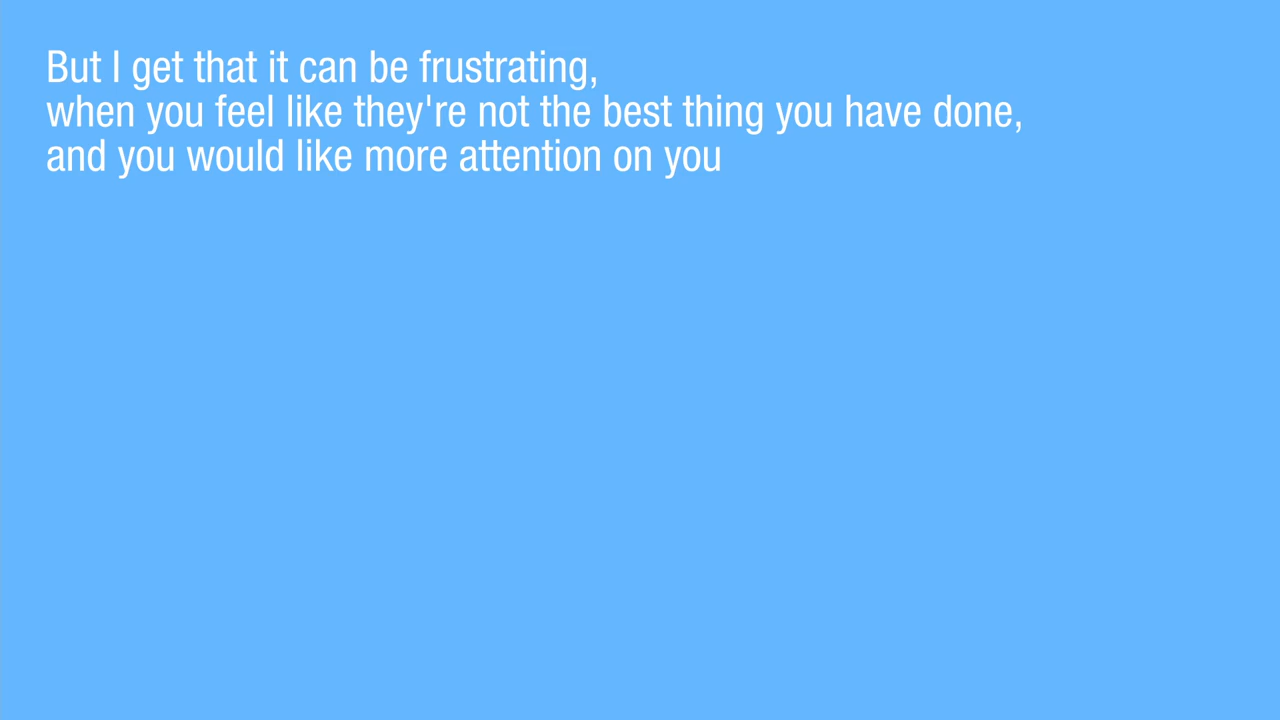 But I get that it can be frustrating,
when you feel like they're not the best thing you have done,
and you would like more attention on you